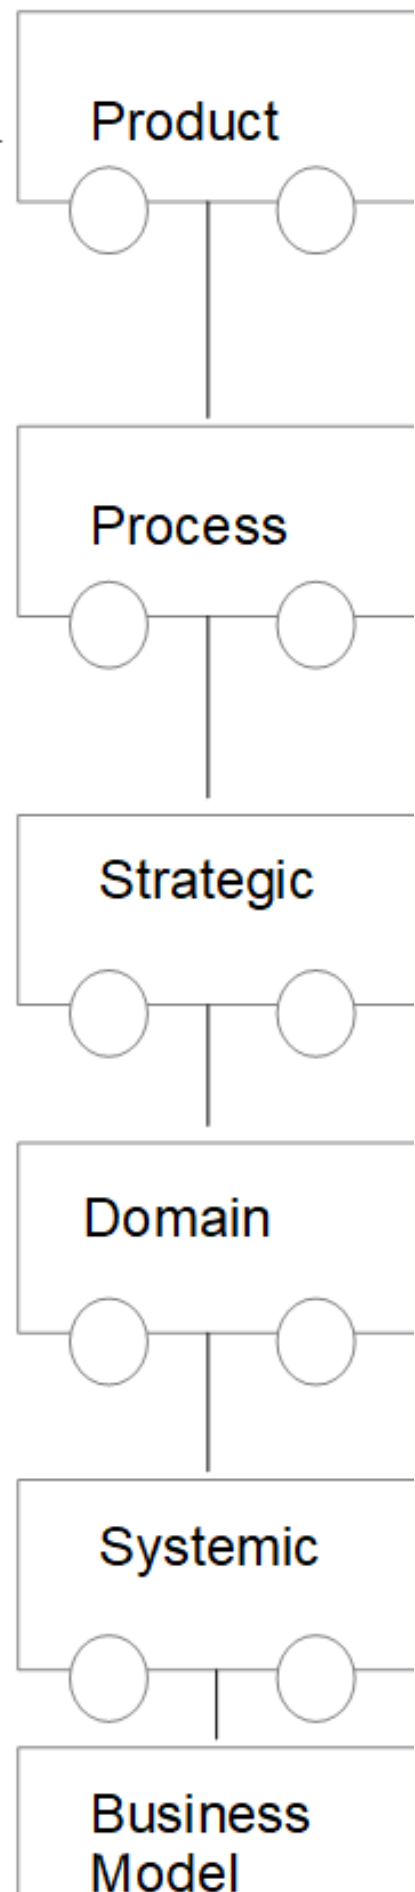 Product
Process
Strategic
Domain
Systemic
Business
Model